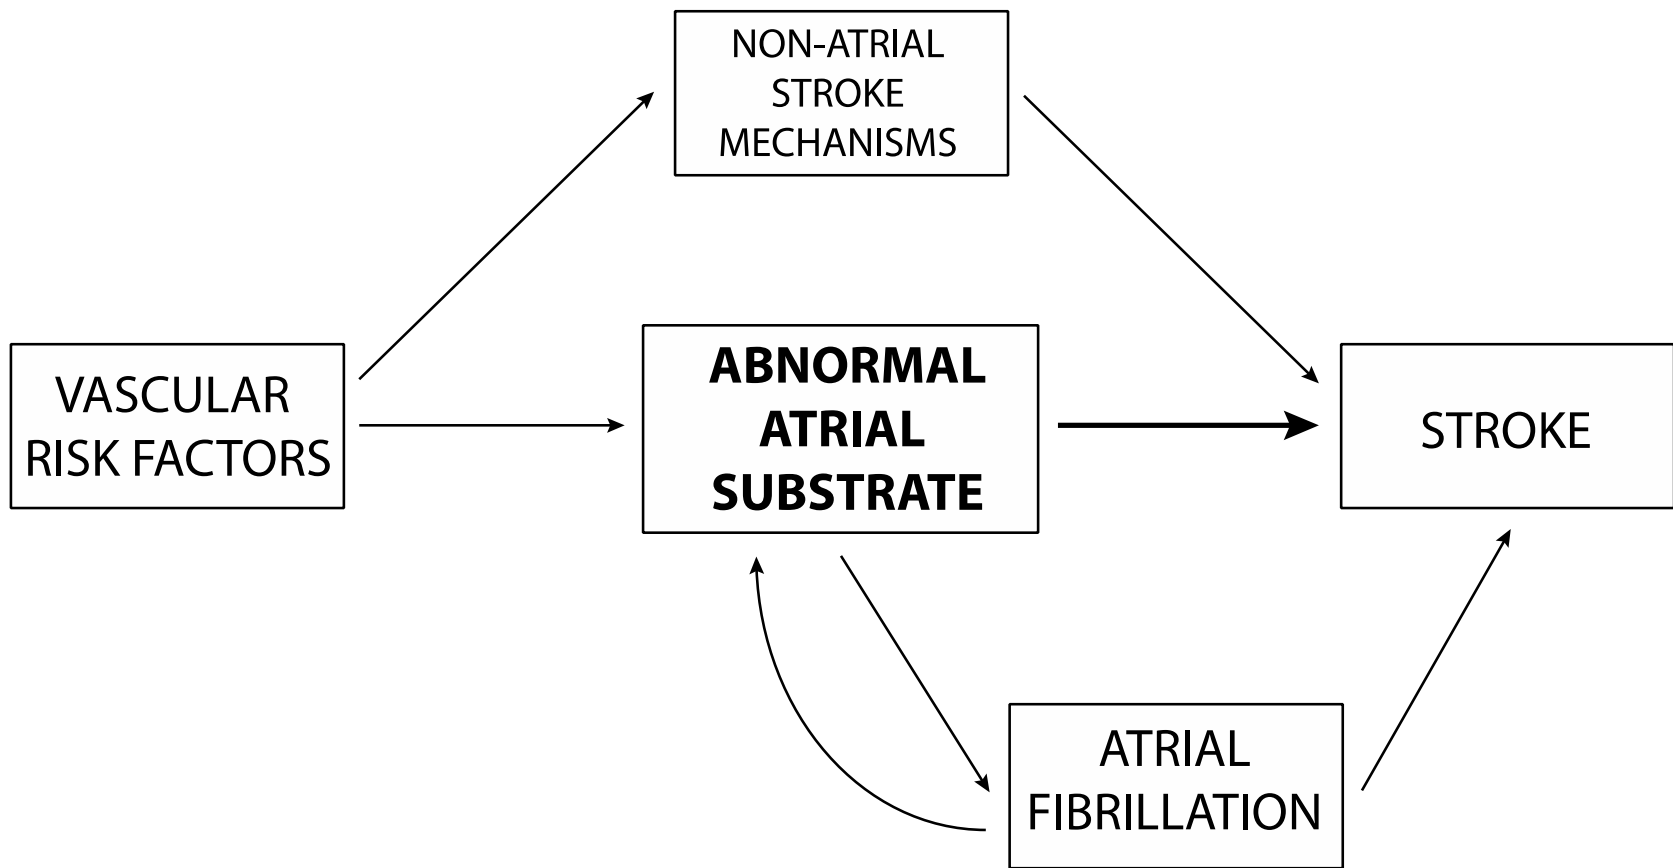 NON-ATRIAL
STROKE
MECHANISMS
VASCULAR
RISK FACTORS
ABNORMAL
ATRIAL
SUBSTRATE
STROKE
ATRIAL
FIBRILLATION